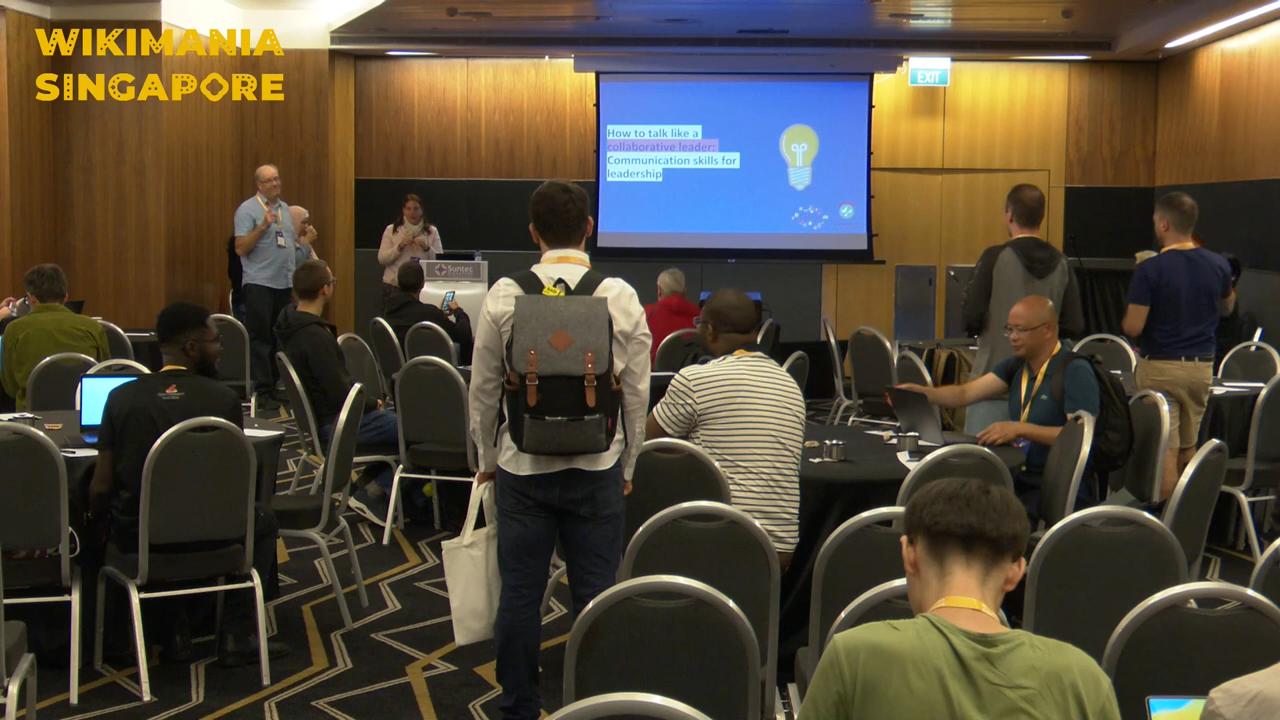 WIKIMANIA
SINGAPORE
EXIT
How to talk like a
collaborative leader:
Communication skills for
leadership
Suntec